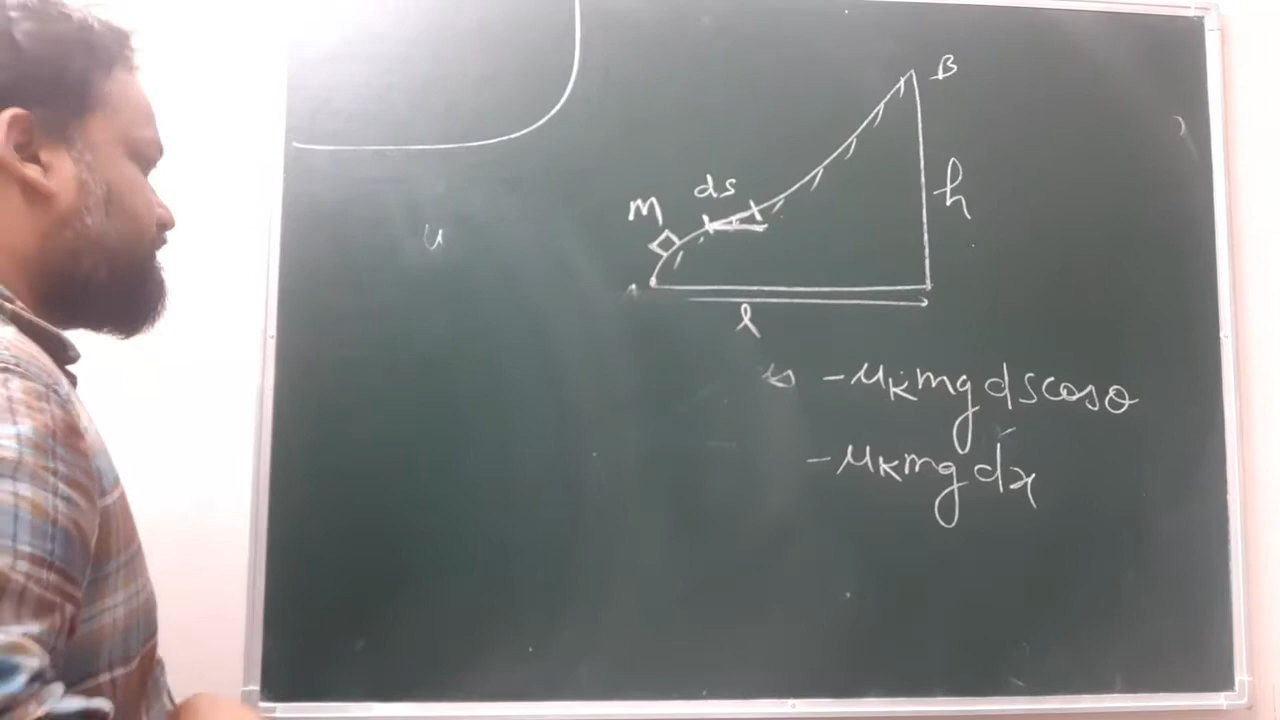 B
ds
m
h
u
A
l
-μₖmg ds cosθ
-μₖmg dx